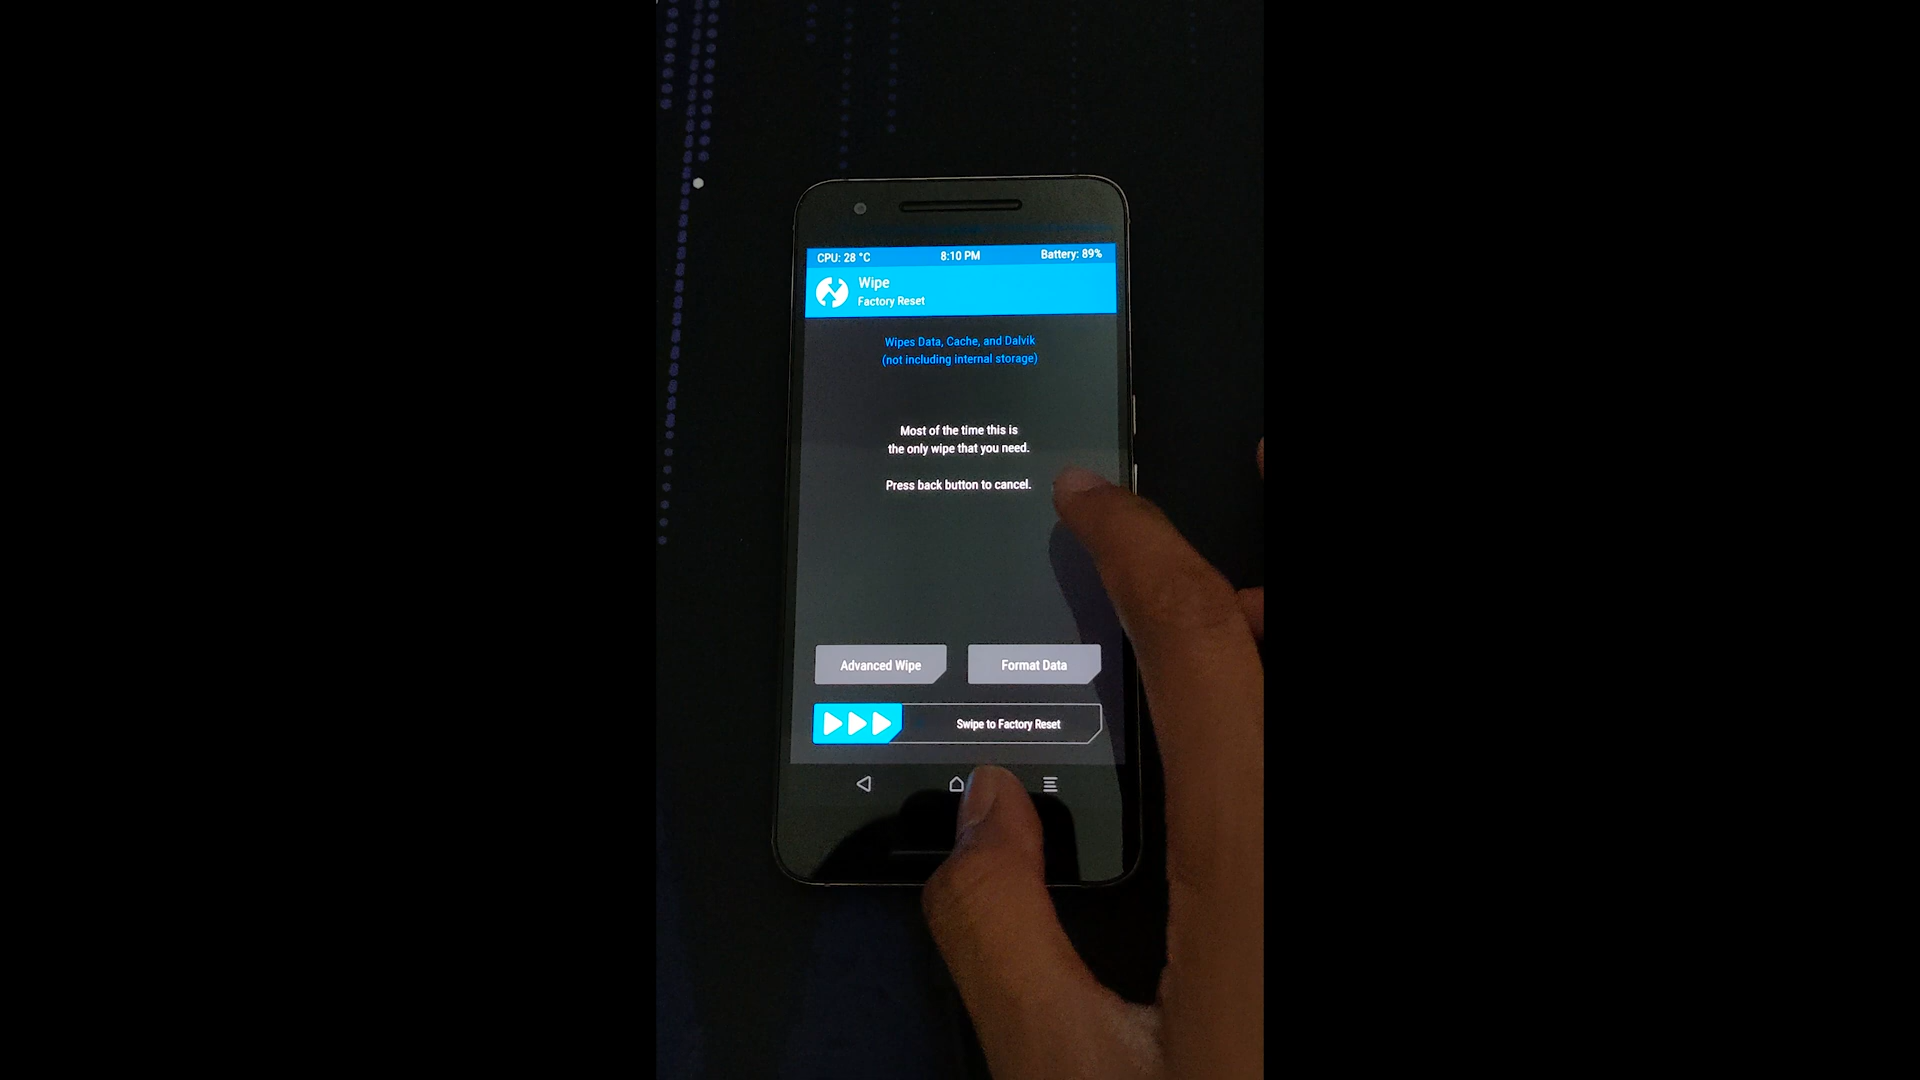 CPU: 28 °C 8:10 PM Battery: 89%
Wipe
Factory Reset
Wipes Data, Cache, and Dalvik
(not including internal storage)
Most of the time this is
the only wipe that you need.
Press back button to cancel.
Advanced Wipe Format Data
Swipe to Factory Reset